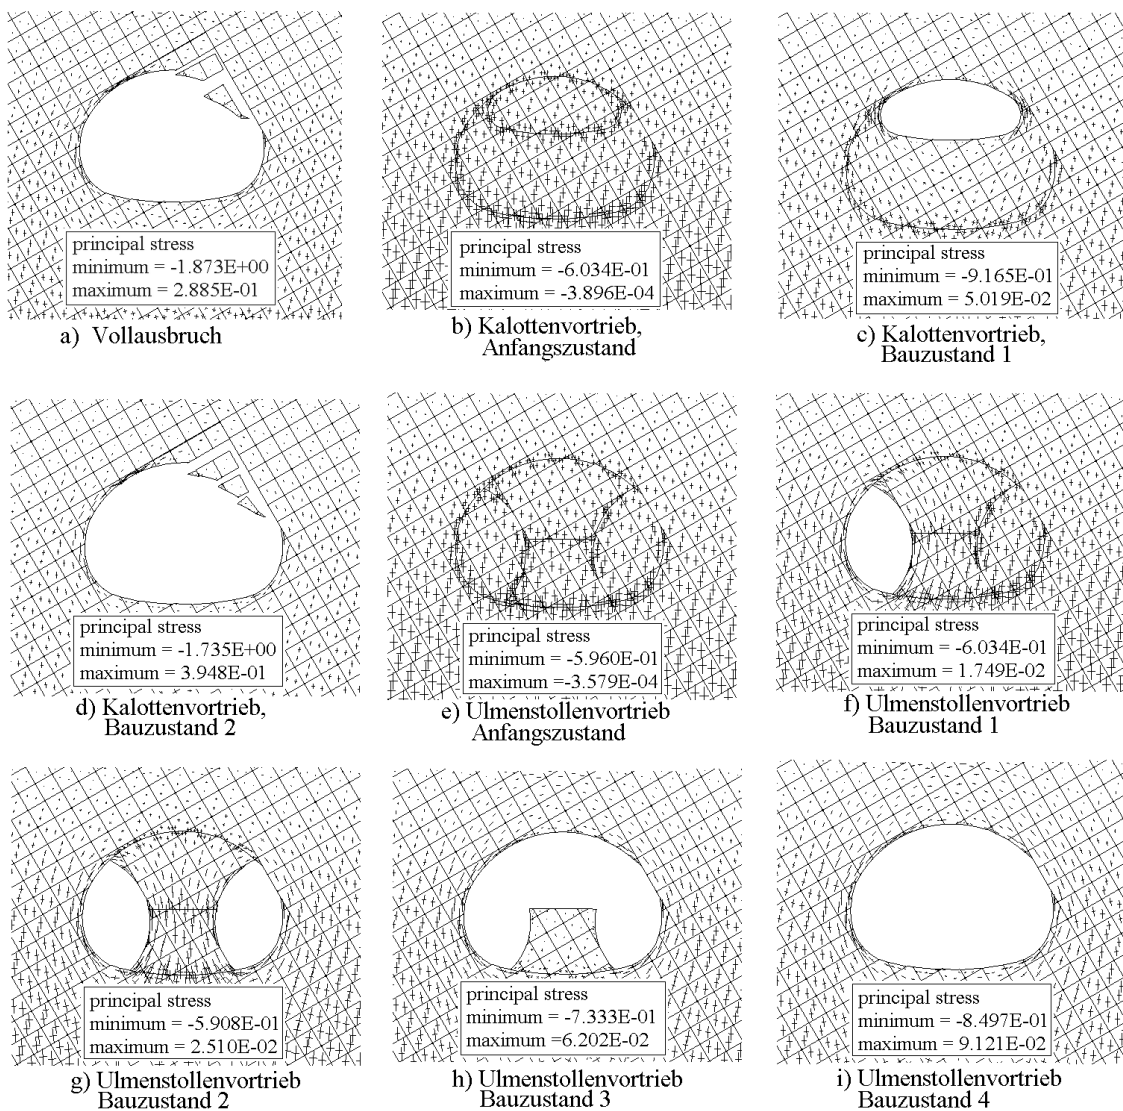 principal stress
minimum = -1.873E+00
maximum = 2.885E-01
a) Vollausbruch
principal stress
minimum = -6.034E-01
maximum = -3.896E-04
b) Kalottenvortrieb,
Anfangszustand
principal stress
minimum = -9.165E-01
maximum = 5.019E-02
c) Kalottenvortrieb,
Bauzustand 1
principal stress
minimum = -1.735E+00
maximum = 3.948E-01
d) Kalottenvortrieb,
Bauzustand 2
principal stress
minimum = -5.960E-01
maximum =-3.579E-04
e) Ulmenstollenvortrieb
Anfangszustand
principal stress
minimum = -6.034E-01
maximum = 1.749E-02
f) Ulmenstollenvortrieb
Bauzustand 1
principal stress
minimum = -5.908E-01
maximum = 2.510E-02
g) Ulmenstollenvortrieb
Bauzustand 2
principal stress
minimum = -7.333E-01
maximum =6.202E-02
h) Ulmenstollenvortrieb
Bauzustand 3
principal stress
minimum = -8.497E-01
maximum = 9.121E-02
i) Ulmenstollenvortrieb
Bauzustand 4